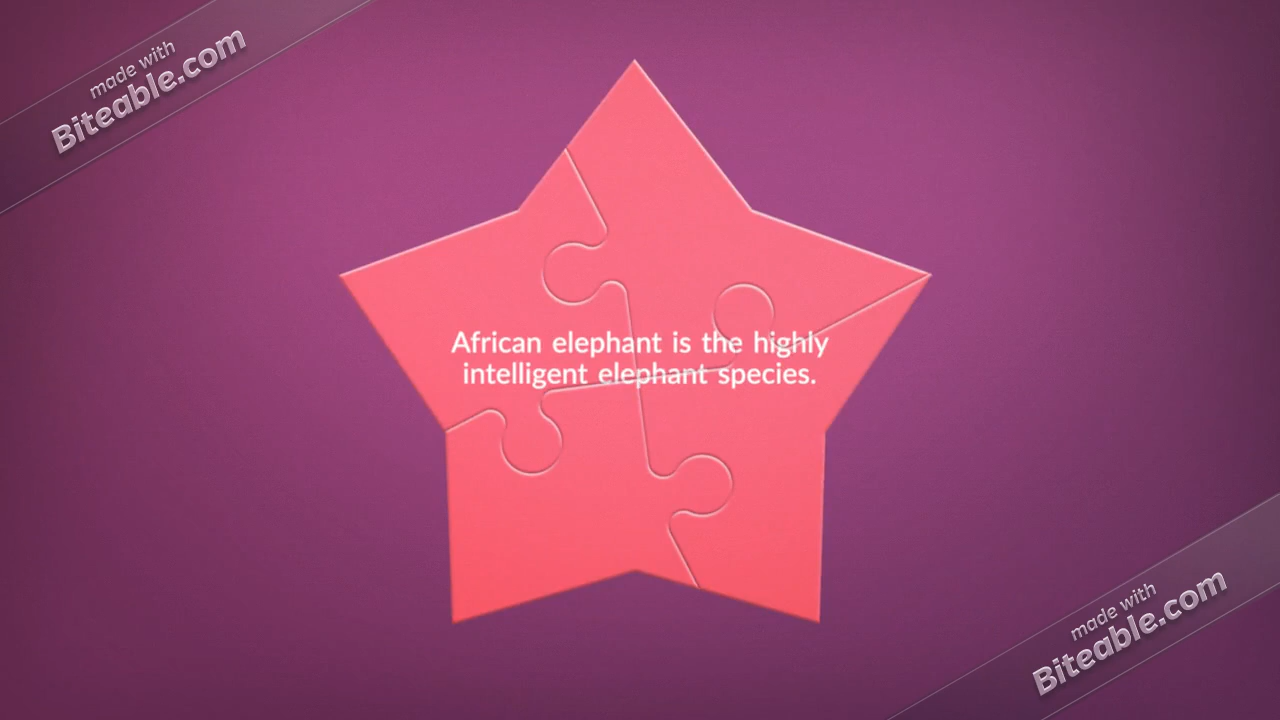 made with
Biteable.com
African elephant is the highly
intelligent elephant species.
made with
Biteable.com